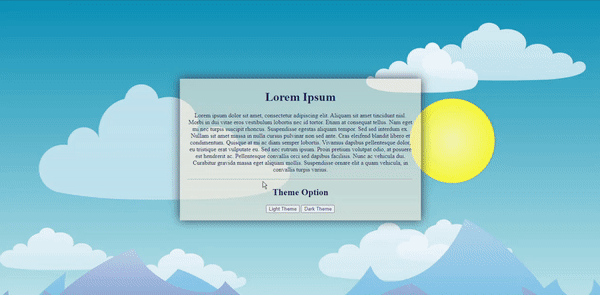 Lorem Ipsum
Lorem ipsum dolor sit amet, consectetur adipiscing elit. Aliquam sit amet tincidunt nisl.
Morbi in dui vitae eros vestibulum lobortis nec id tortor. Etiam at consequat tellus. Nam eget
mi nec turpis suscipit rhoncus. Suspendisse egestas aliquam tempor. Sed sed interdum ex.
Nullam sit amet massa in nulla cursus pulvinar non sed ante. Cras eleifend blandit libero et
condimentum. Quisque at mi ac diam semper lobortis. Vivamus dapibus pellentesque dolor,
eu tristique erat vulputate eu. Sed nec rutrum ipsum. Proin pretium volutpat odio, at posuere
est hendrerit ac. Pellentesque convallis orci sed dapibus facilisis. Nunc ac vehicula dui.
Curabitur gravida massa eget aliquam mollis. Suspendisse ornare elit a quam vehicula, in
convallis turpis varius.
Theme Option
Light Theme Dark Theme